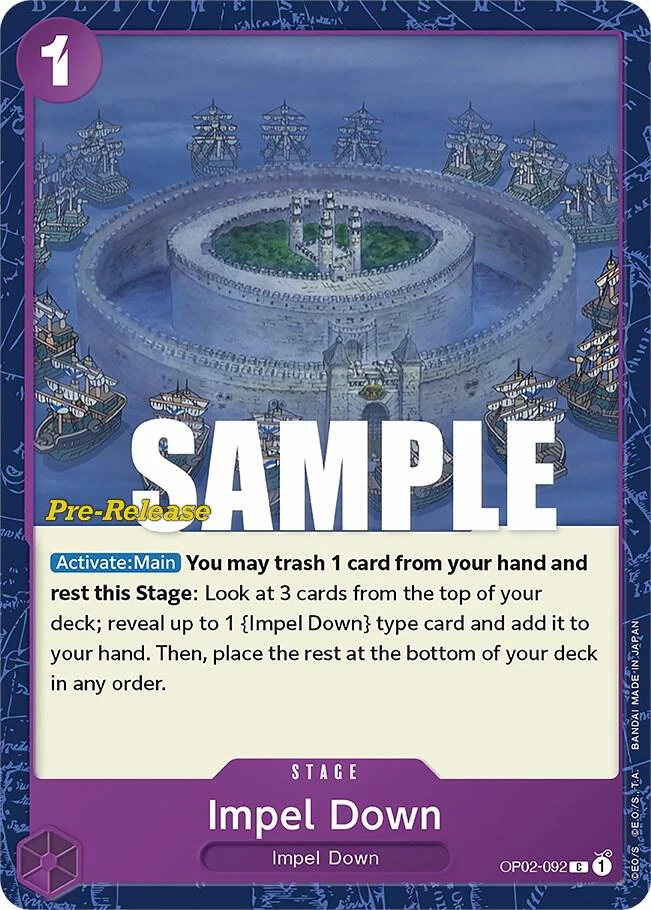 1
SAMPLE
Pre-Release
Activate:Main You may trash 1 card from your hand and
rest this Stage: Look at 3 cards from the top of your
deck; reveal up to 1 {Impel Down} type card and add it to
your hand. Then, place the rest at the bottom of your deck
in any order.
STAGE
Impel Down
Impel Down
OP02-092 C 1
©E.O./S. ©E.O./S., T.A. BANDAI MADE IN JAPAN